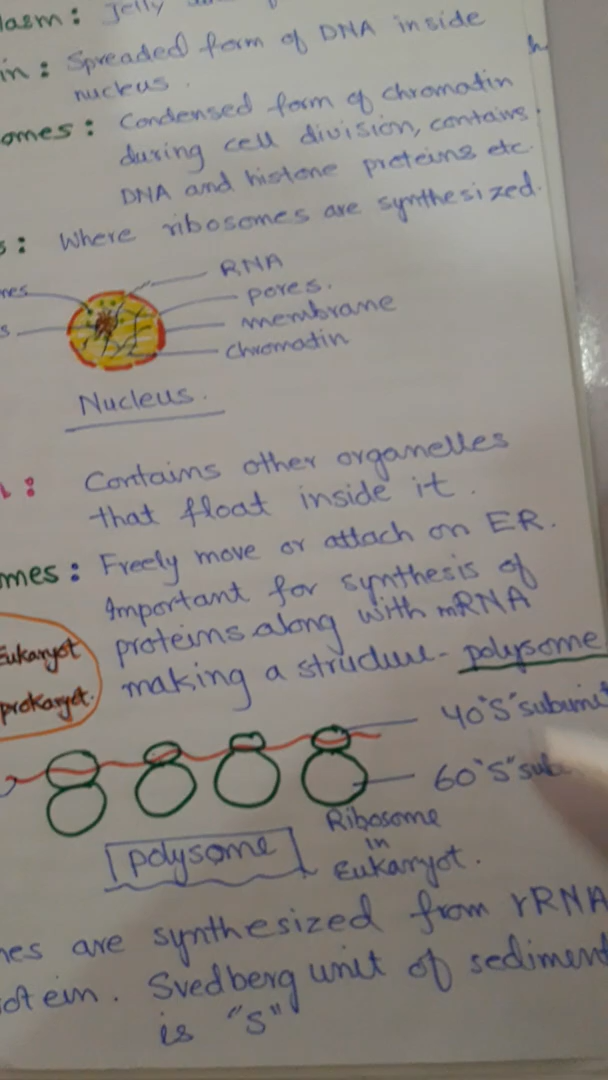 lasm: Jelly
in: Spreaded form of DNA inside
nucleus.
omes: Condensed form of chromatin
during cell division, contains
DNA and histone proteins etc.
s: Where ribosomes are synthesized.
RNA
nes
pores.
s
membrane
chromatin
Nucleus.
: Contains other organelles
that float inside it.
mes: Freely move or attach on ER.
Important for synthesis of
Eukaryot
proteins along with mRNA
prokaryot.
making a structure - polysome
40"S" subunit
60"S" sub
Ribosome
in
Eukaryot.
polysome
mes are synthesized from rRNA
otein. Svedberg unit of sediment
is "S"